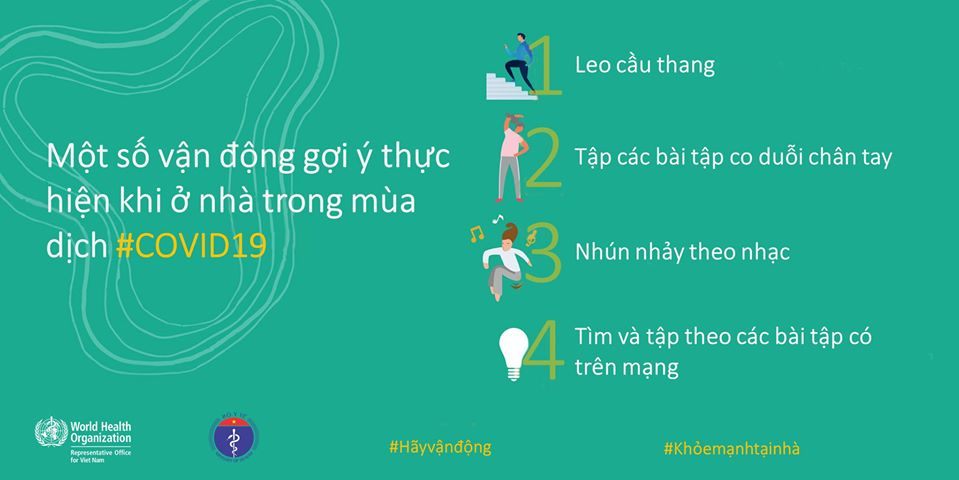 Một số vận động gợi ý thực
hiện khi ở nhà trong mùa
dịch #COVID19
1
Leo cầu thang
2
Tập các bài tập co duỗi chân tay
3
Nhún nhảy theo nhạc
4
Tìm và tập theo các bài tập có
trên mạng
World Health
Organization
Representative Office
for Viet Nam
BỘ Y TẾ
#Hãyvậnđộng
#Khỏemạnhtạinhà